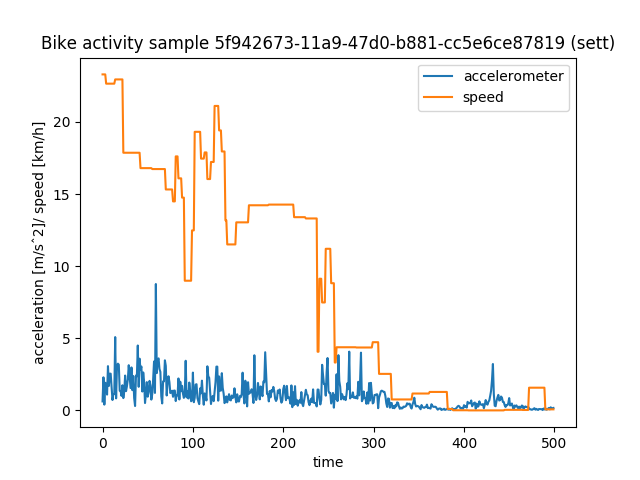 Bike activity sample 5f942673-11a9-47d0-b881-cc5e6ce87819 (sett)
accelerometer
speed
acceleration [m/s^2]/ speed [km/h]
20
15
10
5
0
0 100 200 300 400 500
time